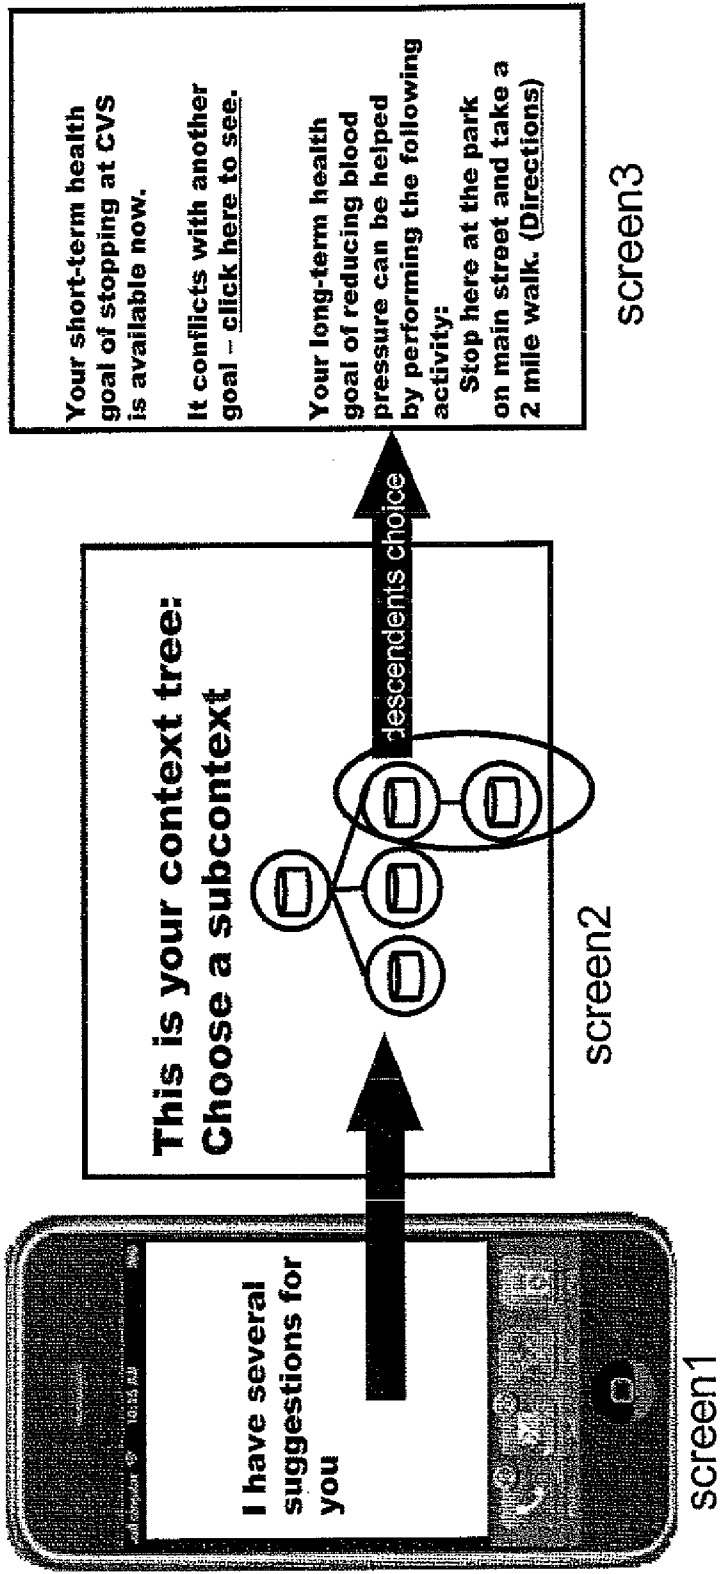 I have several
suggestions for
you
screen1
This is your context tree:
Choose a subcontext
descendents choice
screen2
Your short-term health
goal of stopping at CVS
is available now.
It conflicts with another
goal – click here to see.
Your long-term health
goal of reducing blood
pressure can be helped
by performing the following
activity:
Stop here at the park
on main street and take a
2 mile walk. (Directions)
screen3